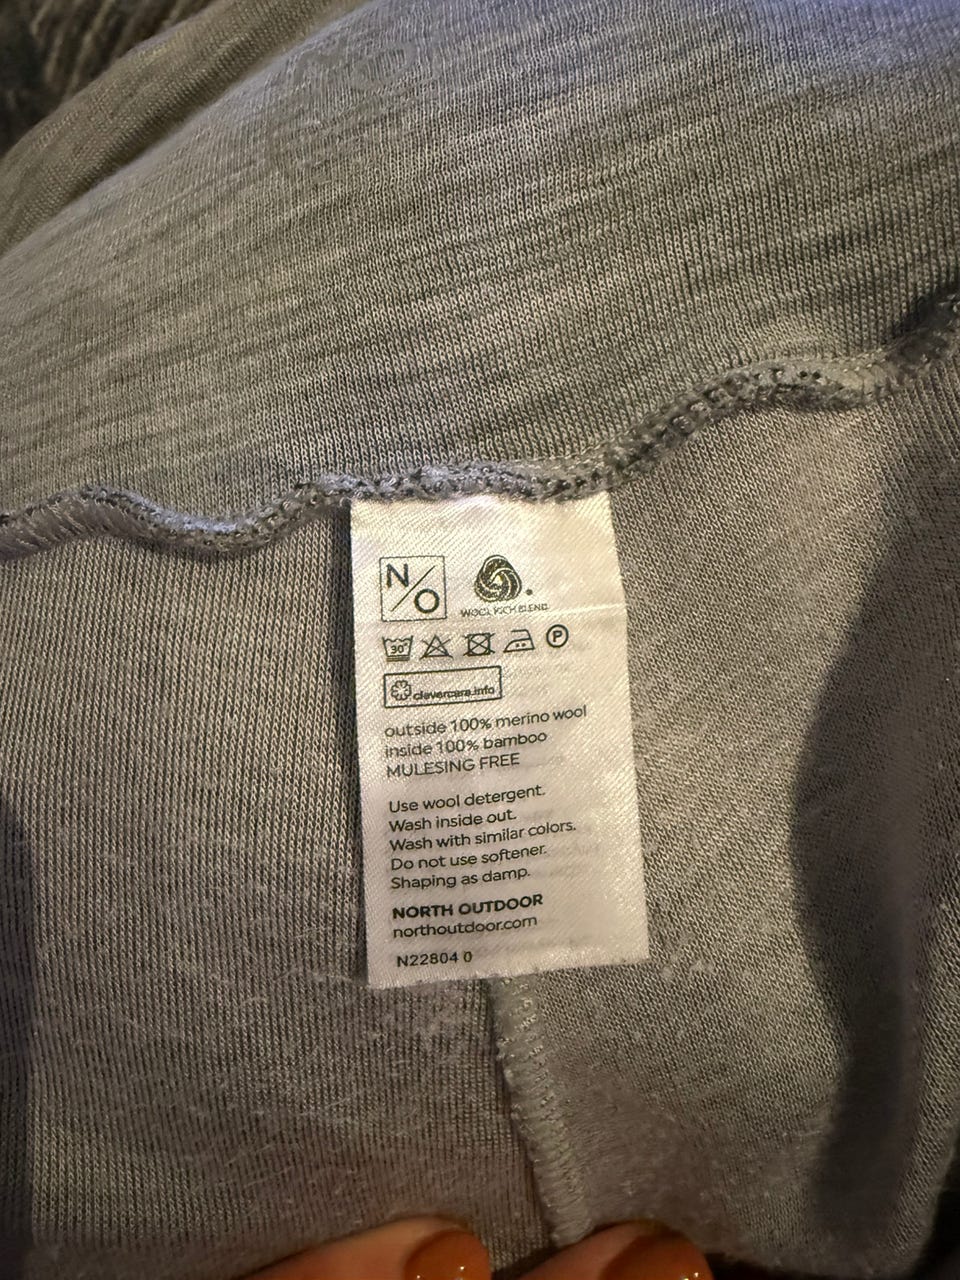 N/O
WOOL RICH BLEND
30° P
clevercare.info
outside 100% merino wool
inside 100% bamboo
MULESING FREE
Use wool detergent.
Wash inside out.
Wash with similar colors.
Do not use softener.
Shaping as damp.
NORTH OUTDOOR
northoutdoor.com
N22804 0